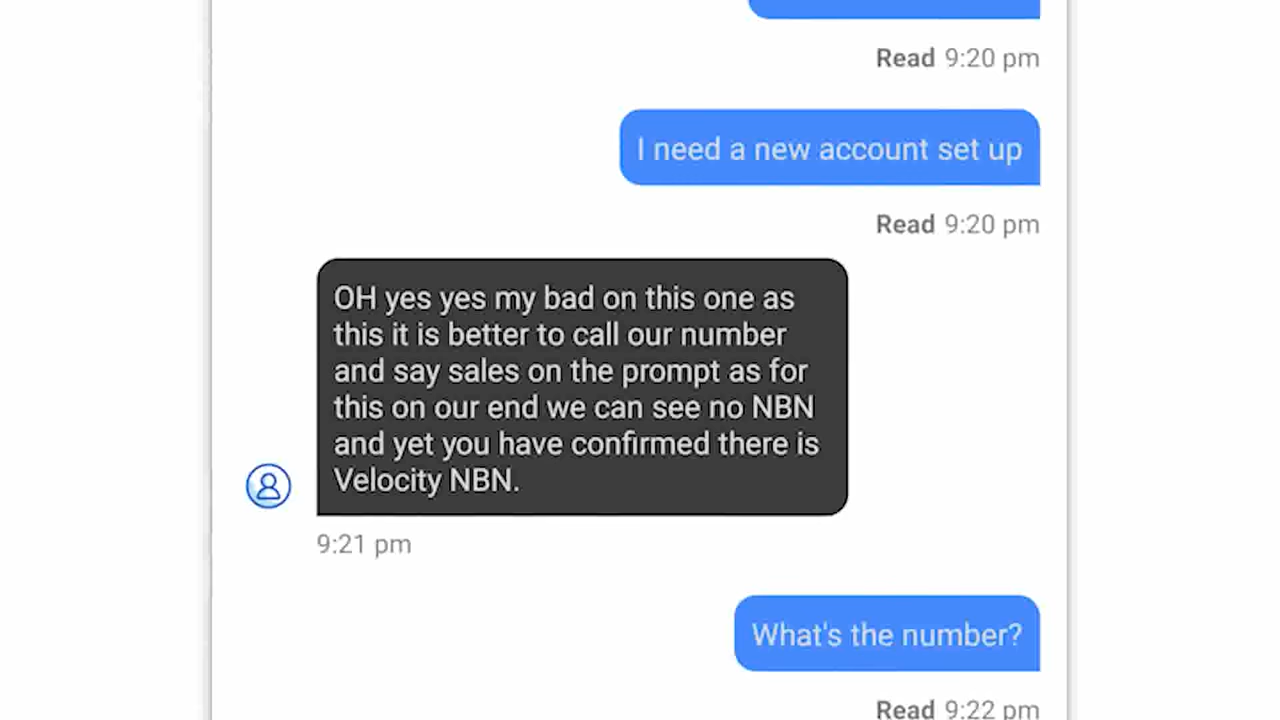 Read 9:20 pm
I need a new account set up
Read 9:20 pm
OH yes yes my bad on this one as
this it is better to call our number
and say sales on the prompt as for
this on our end we can see no NBN
and yet you have confirmed there is
Velocity NBN.
9:21 pm
What's the number?
Read 9:22 pm